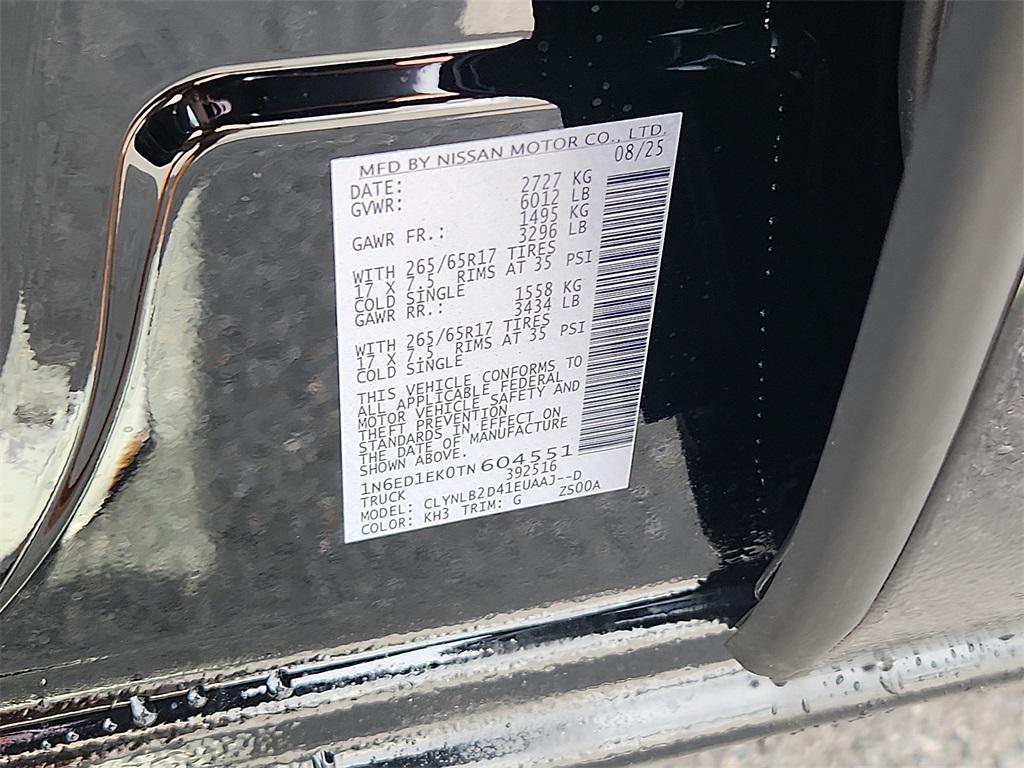 MFD BY NISSAN MOTOR CO., LTD.
DATE: 08/25
GVWR: 2727 KG
6012 LB
GAWR FR.: 1495 KG
3296 LB
WITH 265/65R17 TIRES
17 X 7.5 RIMS AT 35 PSI
COLD SINGLE
GAWR RR.: 1558 KG
3434 LB
WITH 265/65R17 TIRES
17 X 7.5 RIMS AT 35 PSI
COLD SINGLE
THIS VEHICLE CONFORMS TO
ALL APPLICABLE FEDERAL
MOTOR VEHICLE SAFETY AND
THEFT PREVENTION
STANDARDS IN EFFECT ON
THE DATE OF MANUFACTURE
SHOWN ABOVE.
1N6ED1EK0TN604551
TRUCK 392516
MODEL: CLYNLB2D41EUAAJ--D
COLOR: KH3 TRIM: G ZS00A